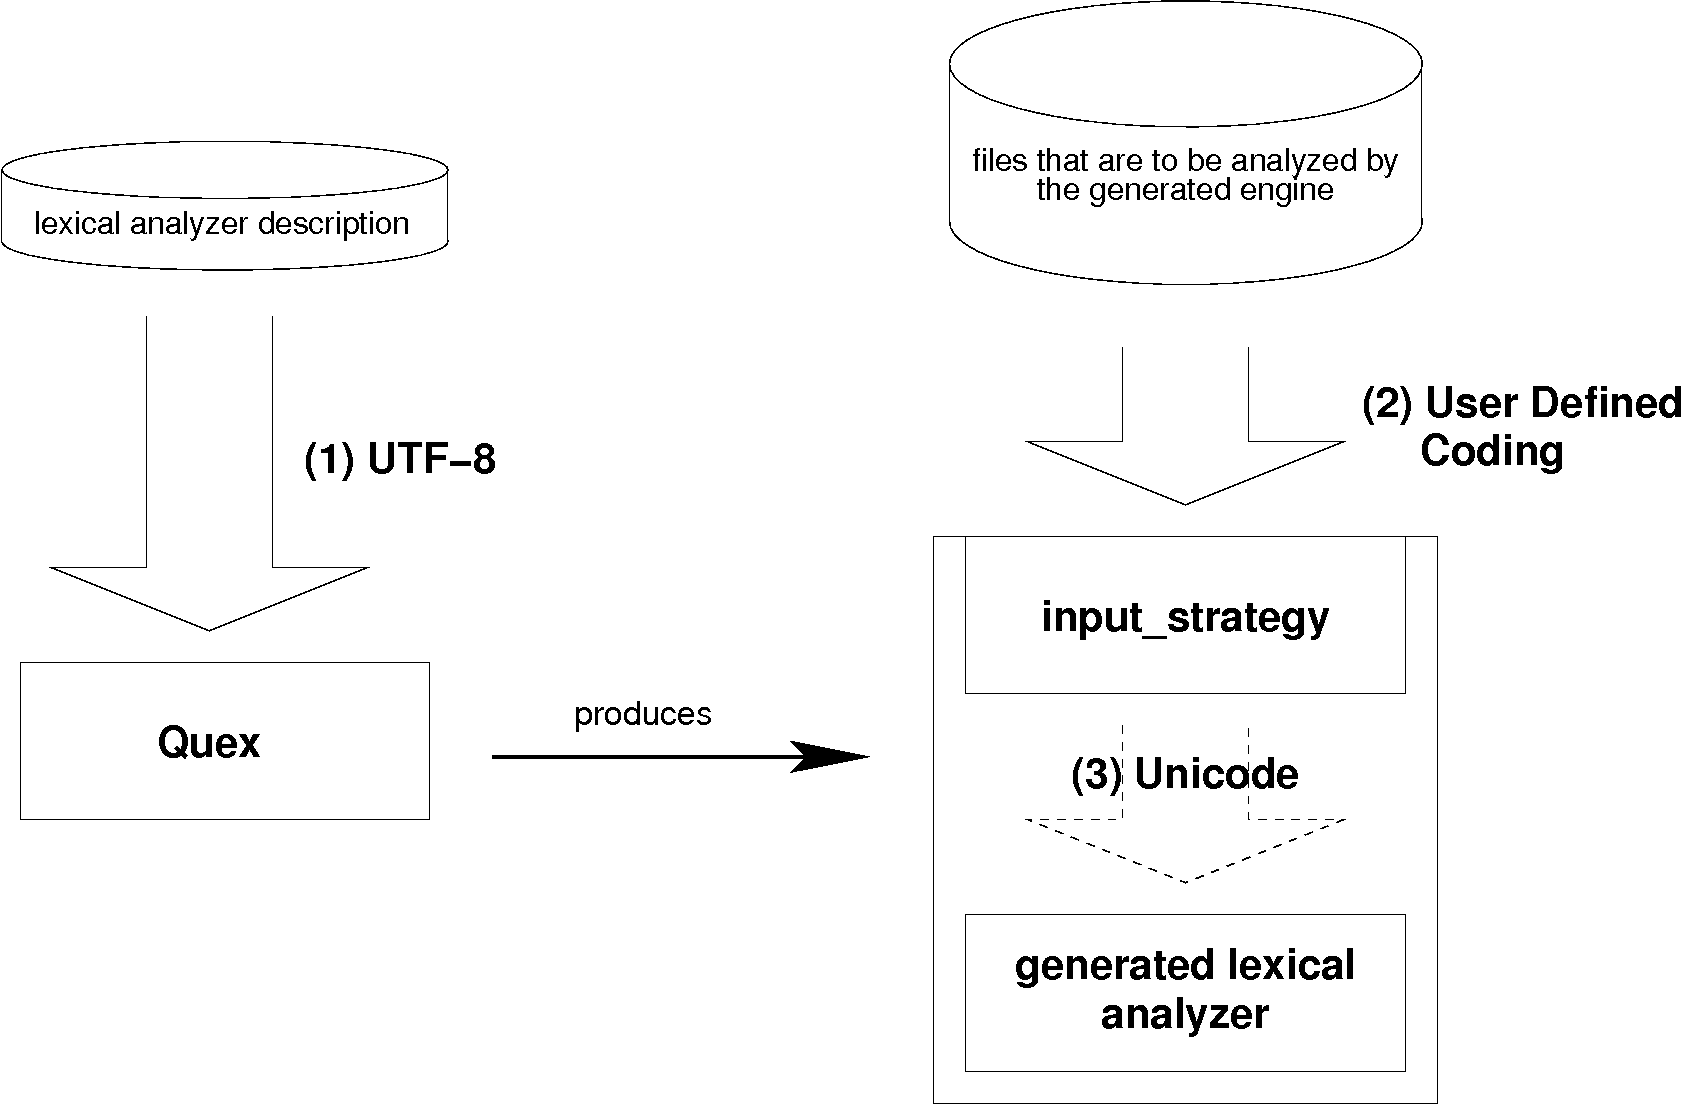 files that are to be analyzed by
the generated engine
lexical analyzer description
(1) UTF−8
(2) User Defined
Coding
input_strategy
Quex
produces
(3) Unicode
generated lexical
analyzer